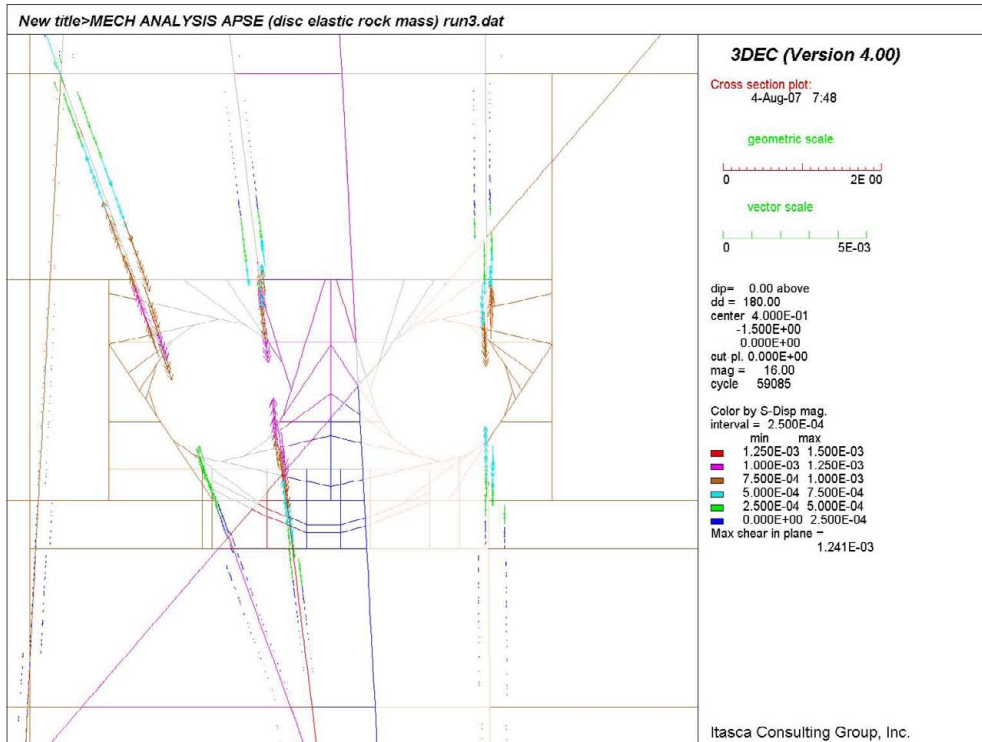 New title>MECH ANALYSIS APSE (disc elastic rock mass) run3.dat
3DEC (Version 4.00)
Cross section plot:
4-Aug-07 7:48
geometric scale
0 2E 00
vector scale
0 5E-03
dip= 0.00 above
dd = 180.00
center 4.000E-01
-1.500E+00
0.000E+00
cut pl. 0.000E+00
mag = 16.00
cycle 59085
Color by S-Disp mag.
interval = 2.500E-04
min max
1.250E-03 1.500E-03
1.000E-03 1.250E-03
7.500E-04 1.000E-03
5.000E-04 7.500E-04
2.500E-04 5.000E-04
0.000E+00 2.500E-04
Max shear in plane =
1.241E-03
Itasca Consulting Group, Inc.